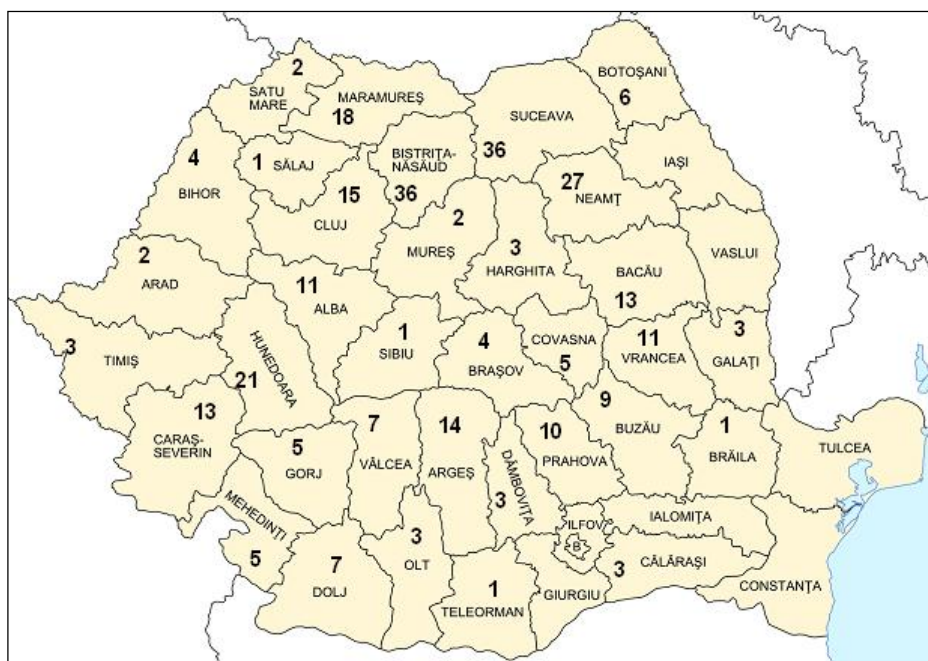 2
SATU
MARE
MARAMUREȘ
18
BOTOȘANI
6
SUCEAVA
36
4
BIHOR
1 SĂLAJ
BISTRIȚA-
NĂSĂUD
36
IAȘI
27
NEAMȚ
15
CLUJ
2
MUREȘ
3
HARGHITA
VASLUI
BACĂU
13
2
ARAD
11
ALBA
HUNEDOARA
21
1
SIBIU
4
BRAȘOV
COVASNA
5
11
VRANCEA
3
GALAȚI
3
TIMIȘ
13
CARAȘ-
SEVERIN
5
GORJ
7
VÂLCEA
14
ARGEȘ
DÂMBOVIȚA
3
10
PRAHOVA
9
BUZĂU
1
BRĂILA
TULCEA
MEHEDINȚI
5
7
DOLJ
3
OLT
1
TELEORMAN
GIURGIU
ILFOV
B
IALOMIȚA
3
CĂLĂRAȘI
CONSTANȚA